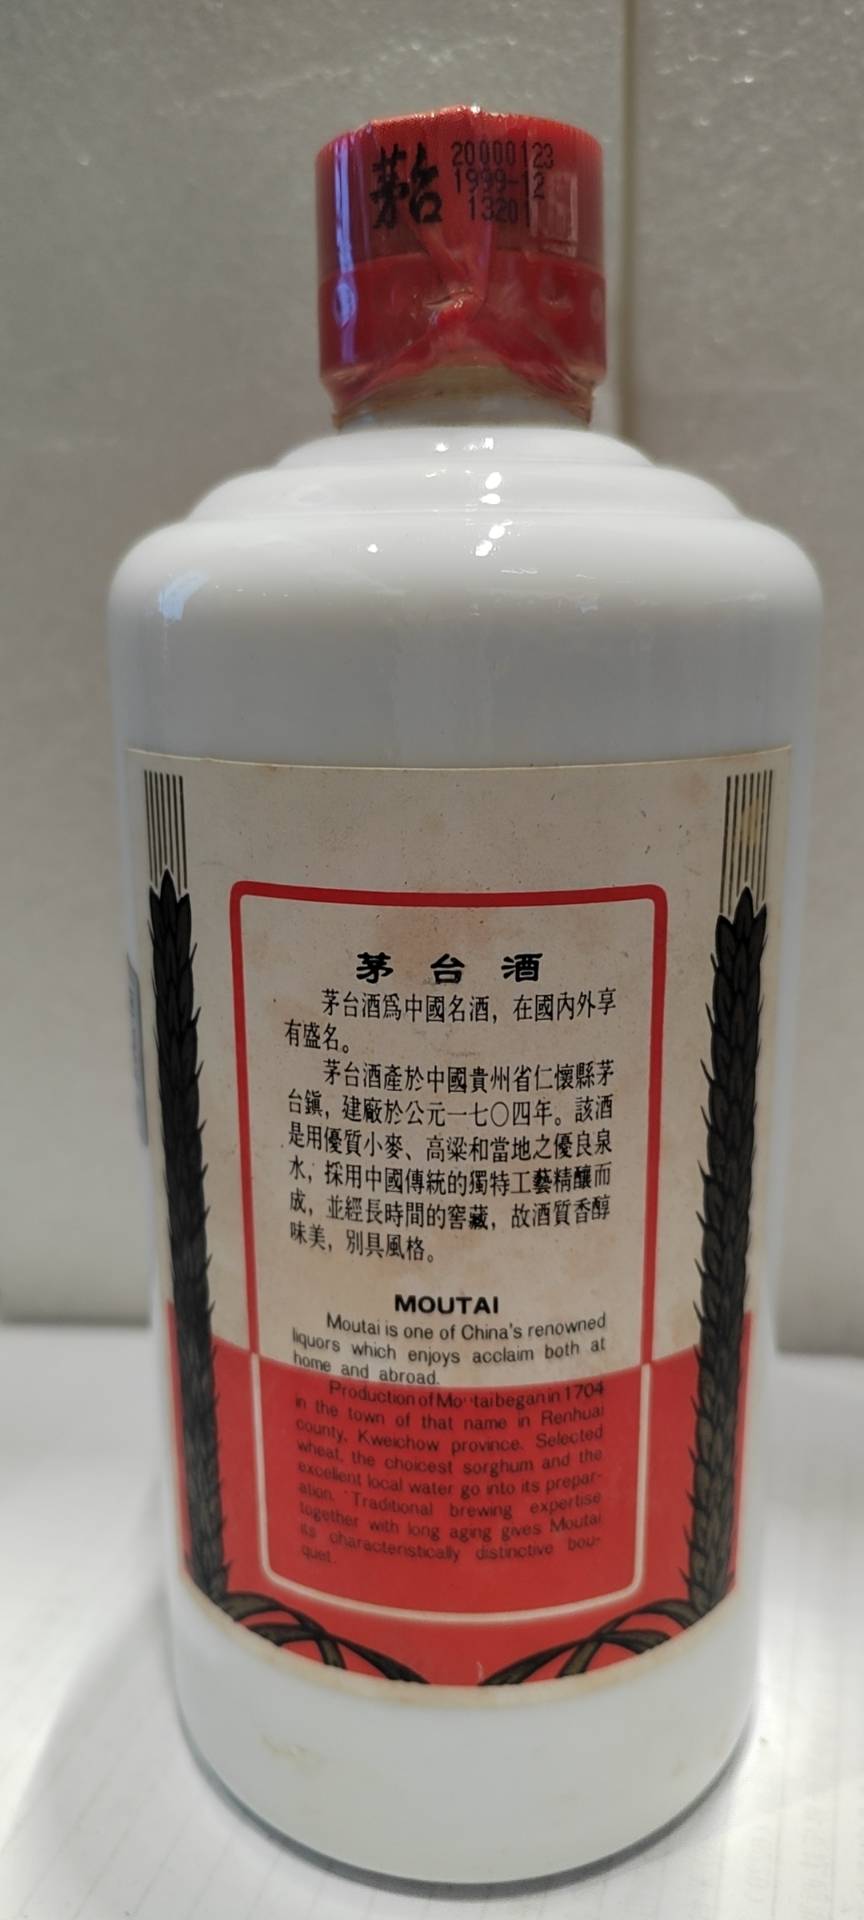 茅台
20000123
1999-12
13201
茅台酒
茅台酒爲中國名酒，在國內外享
有盛名。
茅台酒產於中國貴州省仁懷縣茅
台鎭，建廠於公元一七〇四年。該酒
是用優質小麥、高粱和當地之優良泉
水，採用中國傳統的獨特工藝精釀而
成，並經長時間的窖藏，故酒質香醇
味美，別具風格。
MOUTAI
Moutai is one of China's renowned
liquors which enjoys acclaim both at
home and abroad.
Production of Moutai began in 1704
in the town of that name in Renhuai
county, Kweichow province. Selected
wheat, the choicest sorghum and the
excellent local water go into its prepar-
ation. Traditional brewing expertise
together with long aging gives Moutai
its characteristically distinctive bou-
quet.